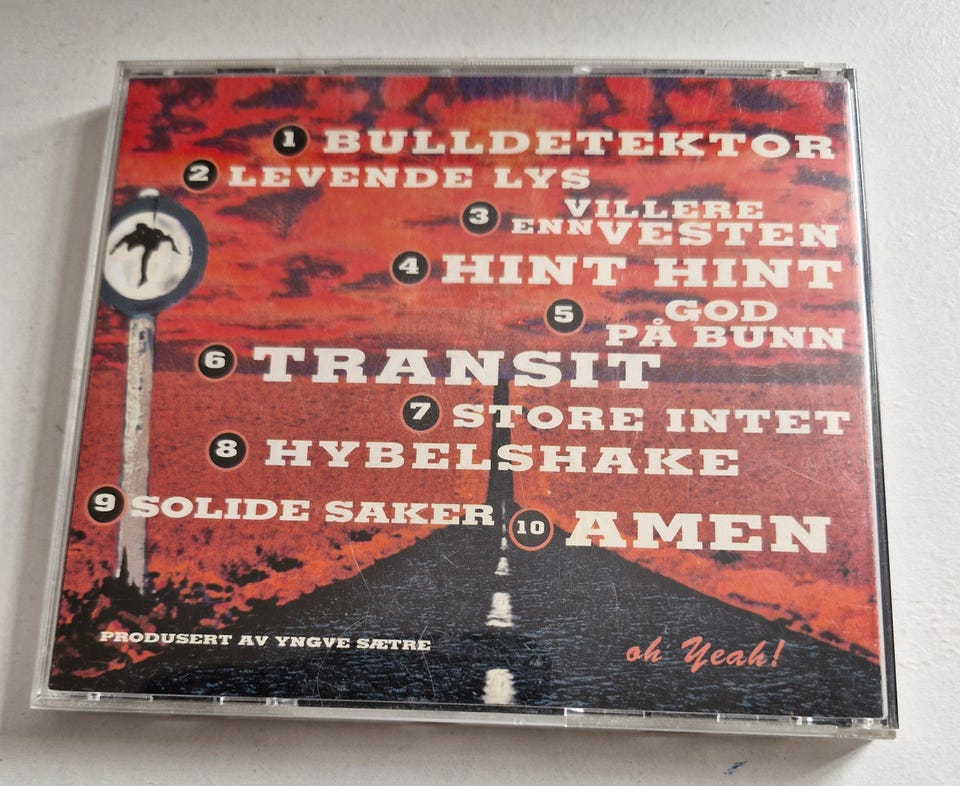 1 BULLDETEKTOR
2 LEVENDE LYS
3 VILLERE
ENN VESTEN
4 HINT HINT
5 GOD
PÅ BUNN
6 TRANSIT
7 STORE INTET
8 HYBELSHAKE
9 SOLIDE SAKER
10 AMEN
PRODUSERT AV YNGVE SÆTRE
oh Yeah!